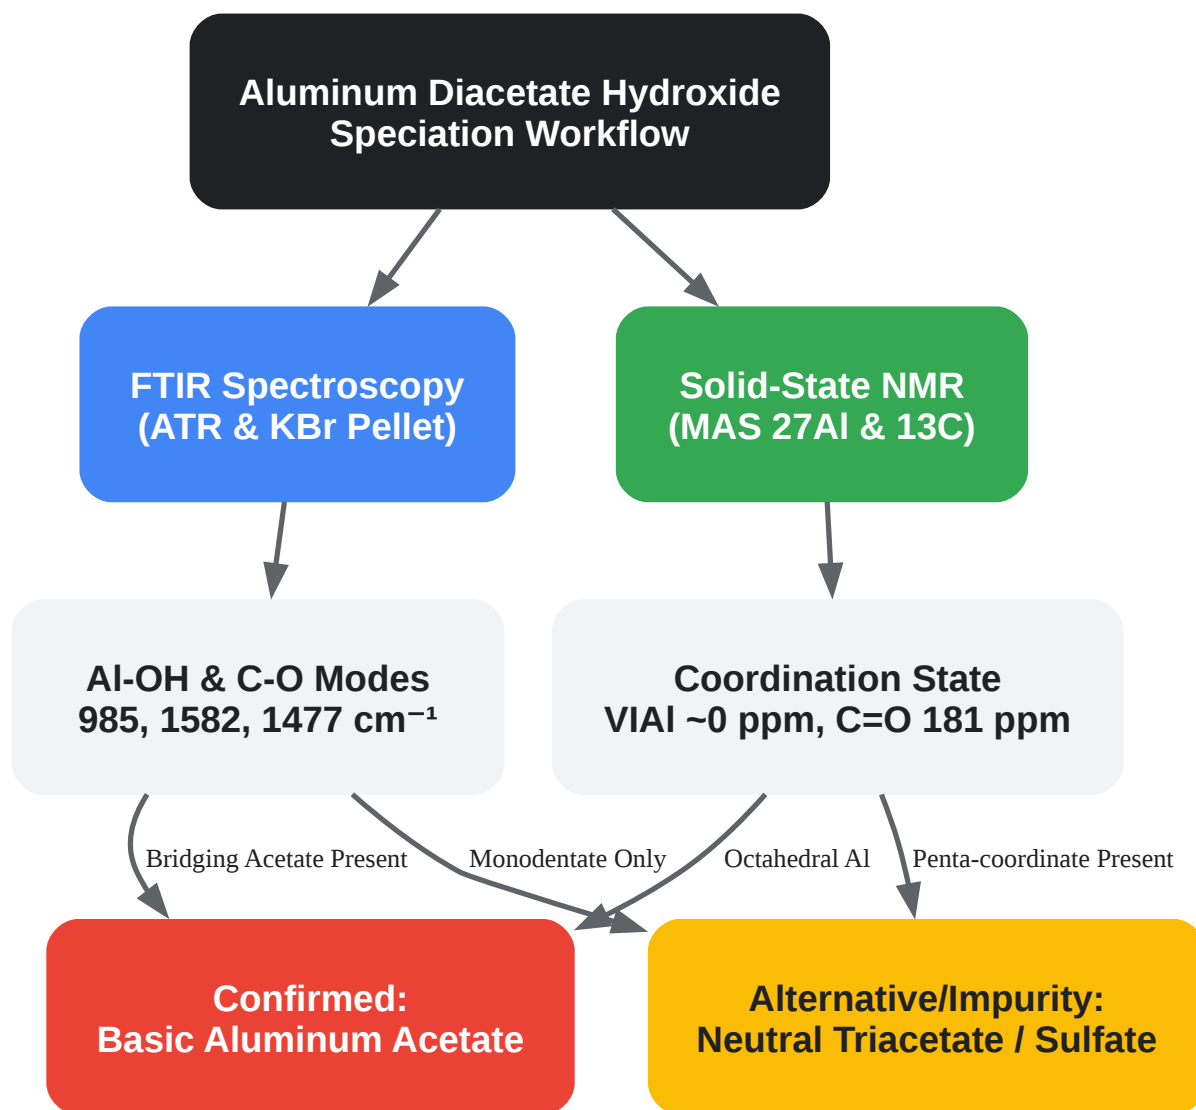 Aluminum Diacetate Hydroxide
Speciation Workflow
FTIR Spectroscopy
(ATR & KBr Pellet)
Solid-State NMR
(MAS 27Al & 13C)
Al-OH & C-O Modes
985, 1582, 1477 cm⁻¹
Coordination State
VIAl ~0 ppm, C=O 181 ppm
Bridging Acetate Present
Monodentate Only
Octahedral Al
Penta-coordinate Present
Confirmed:
Basic Aluminum Acetate
Alternative/Impurity:
Neutral Triacetate / Sulfate